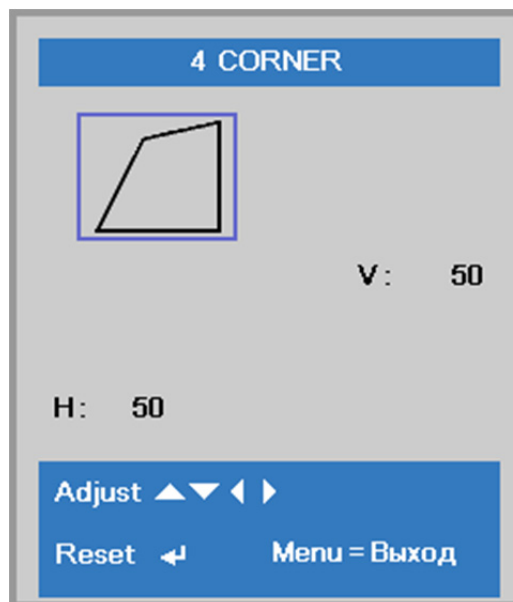 4 CORNER
V: 50
H: 50
Adjust
Reset Menu = Выход